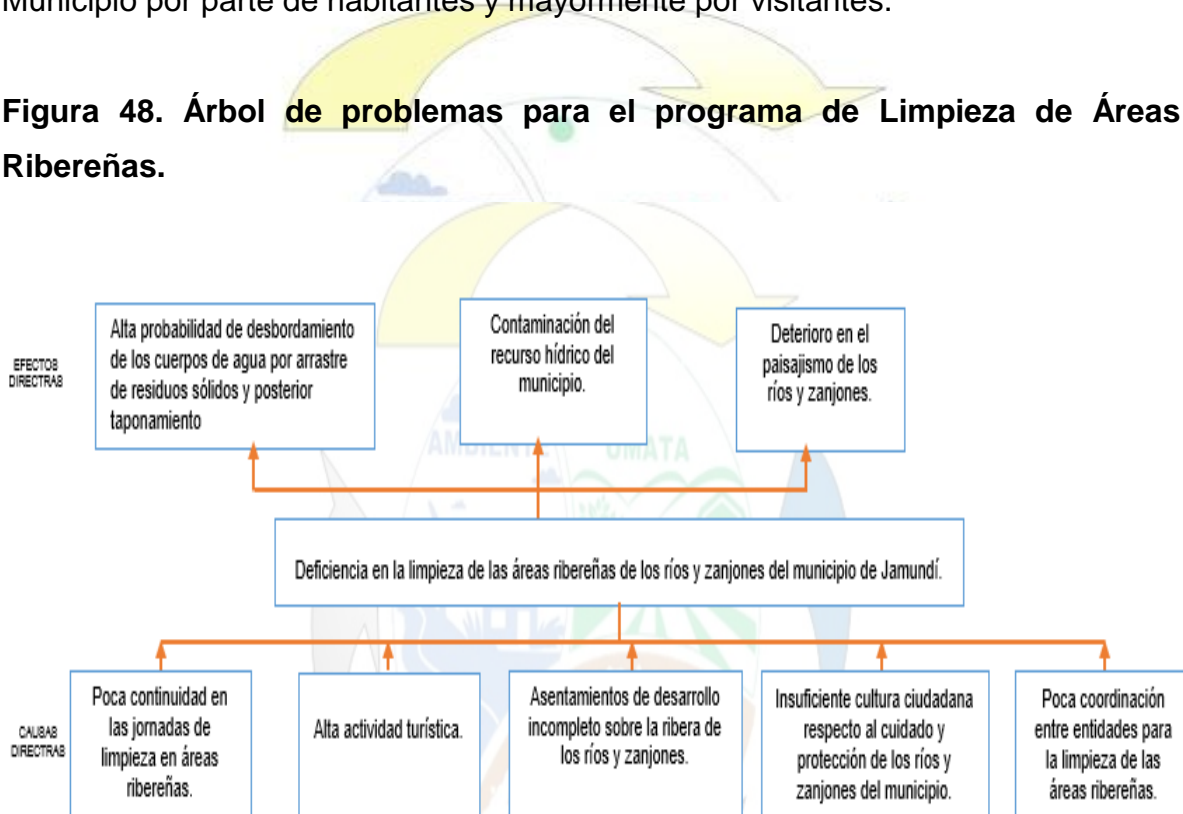 Municipio por parte de habitantes y mayormente por visitantes.
Figura 48. Árbol de problemas para el programa de Limpieza de Áreas
Ribereñas.
EFECTOS
DIRECTRAS
Alta probabilidad de desbordamiento
de los cuerpos de agua por arrastre
de residuos sólidos y posterior
taponamiento
Contaminación del
recurso hídrico del
municipio.
Deterioro en el
paisajismo de los
ríos y zanjones.
AMBIENTE
UMATA
Deficiencia en la limpieza de las áreas ribereñas de los ríos y zanjones del municipio de Jamundí.
CAUSAS
DIRECTRAS
Poca continuidad en
las jornadas de
limpieza en áreas
ribereñas.
Alta actividad turística.
Asentamientos de desarrollo
incompleto sobre la ribera de
los ríos y zanjones.
Insuficiente cultura ciudadana
respecto al cuidado y
protección de los ríos y
zanjones del municipio.
Poca coordinación
entre entidades para
la limpieza de las
áreas ribereñas.